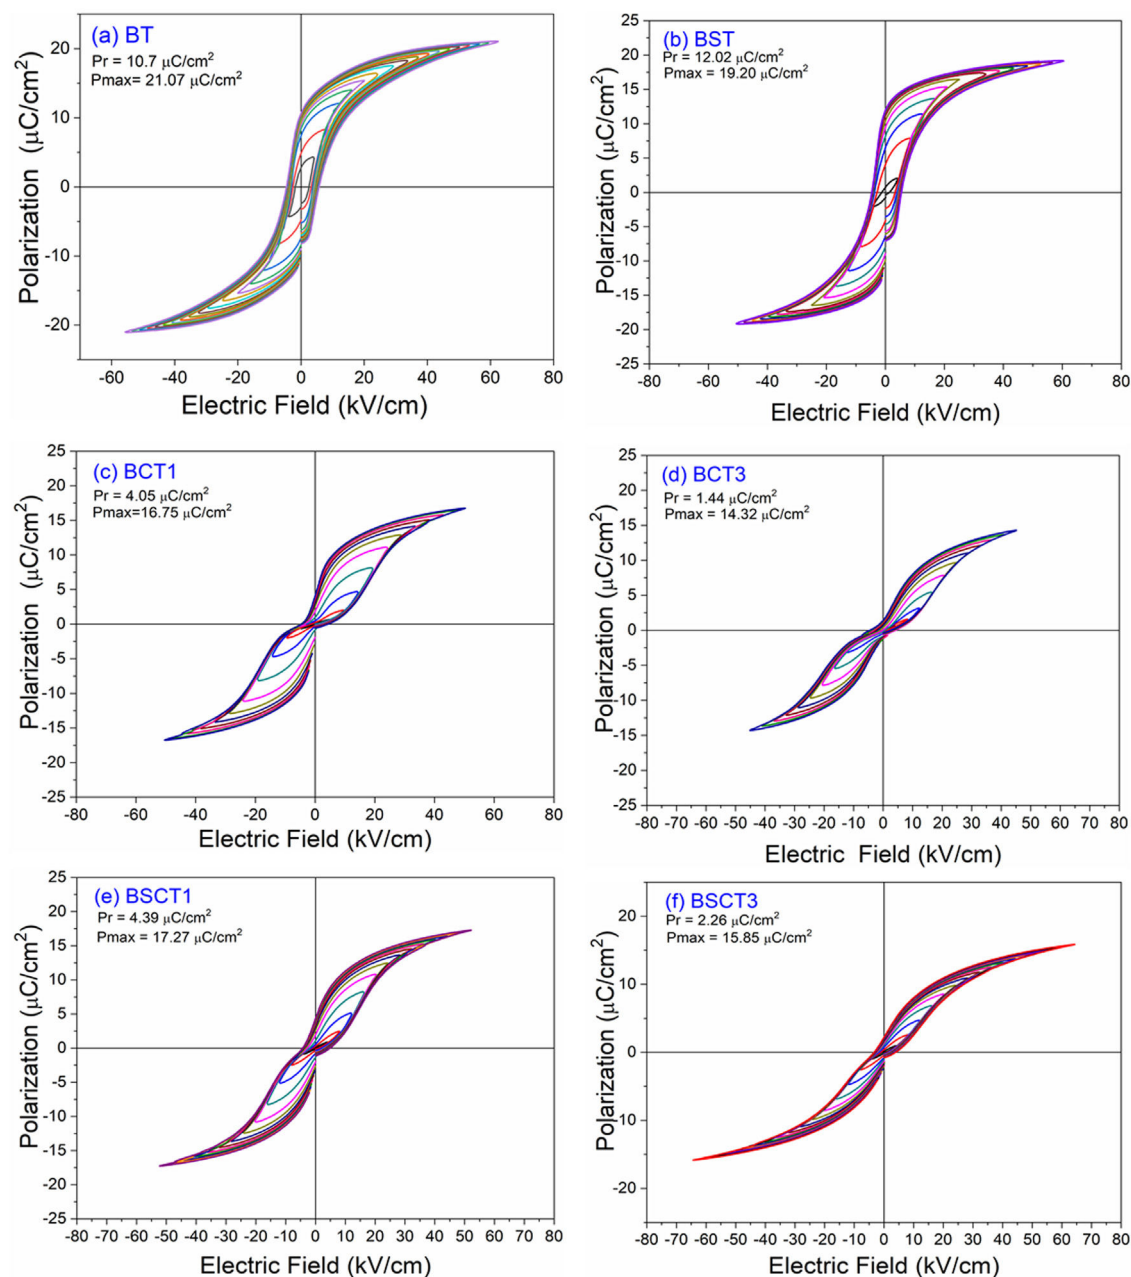 (a) BT
Pr = 10.7 μC/cm²
Pmax= 21.07 μC/cm²
Polarization (μC/cm²)
20
10
0
-10
-20
-60 -40 -20 0 20 40 60 80
Electric Field (kV/cm)
(b) BST
Pr = 12.02 μC/cm²
Pmax = 19.20 μC/cm²
Polarization (μC/cm²)
25
20
15
10
5
0
-5
-10
-15
-20
-25
-80 -60 -40 -20 0 20 40 60 80
Electric Field (kV/cm)
(c) BCT1
Pr = 4.05 μC/cm²
Pmax=16.75 μC/cm²
Polarization (μC/cm²)
25
20
15
10
5
0
-5
-10
-15
-20
-25
-80 -60 -40 -20 0 20 40 60 80
Electric Field (kV/cm)
(d) BCT3
Pr = 1.44 μC/cm²
Pmax = 14.32 μC/cm²
Polarization (μC/cm²)
25
20
15
10
5
0
-5
-10
-15
-20
-25
-80 -70 -60 -50 -40 -30 -20 -10 0 10 20 30 40 50 60 70 80
Electric Field (kV/cm)
(e) BSCT1
Pr = 4.39 μC/cm²
Pmax = 17.27 μC/cm²
Polarization (μC/cm²)
25
20
15
10
5
0
-5
-10
-15
-20
-25
-80 -70 -60 -50 -40 -30 -20 -10 0 10 20 30 40 50 60 70 80
Electric Field (kV/cm)
(f) BSCT3
Pr = 2.26 μC/cm²
Pmax = 15.85 μC/cm²
Polarization (μC/cm²)
20
10
0
-10
-20
-80 -70 -60 -50 -40 -30 -20 -10 0 10 20 30 40 50 60 70 80
Electric Field (kV/cm)